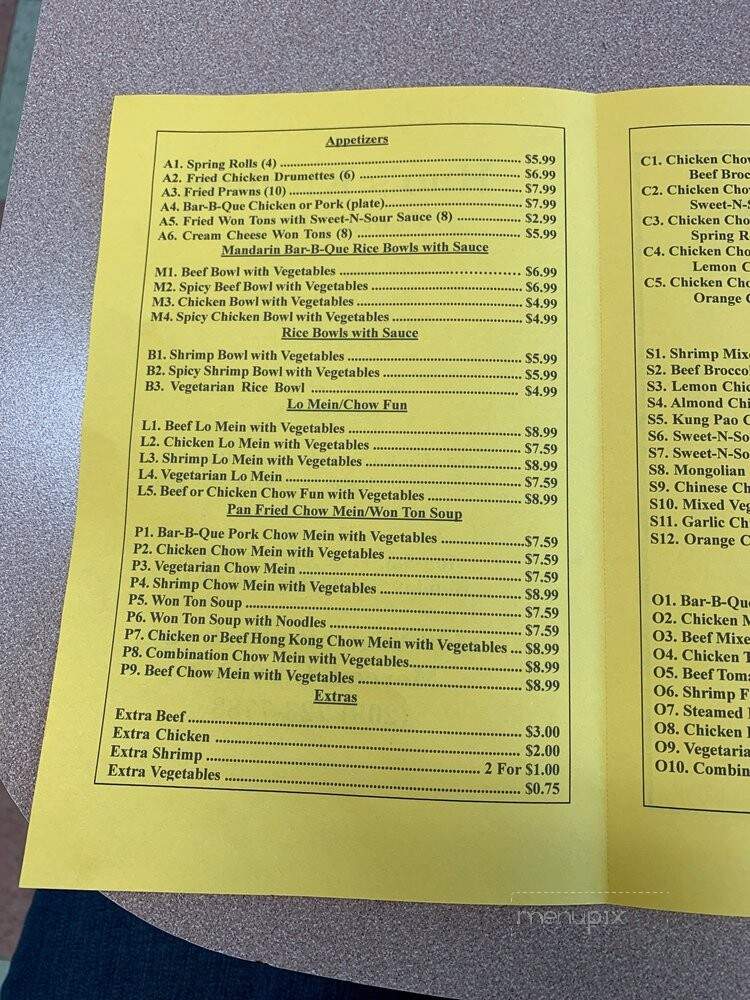 Appetizers
A1. Spring Rolls (4) ........ $5.99
A2. Fried Chicken Drumettes (6) ........ $6.99
A3. Fried Prawns (10) ........ $7.99
A4. Bar-B-Que Chicken or Pork (plate)........ $7.99
A5. Fried Won Tons with Sweet-N-Sour Sauce (8) ........ $2.99
A6. Cream Cheese Won Tons (8) ........ $5.99
Mandarin Bar-B-Que Rice Bowls with Sauce
M1. Beef Bowl with Vegetables ........ $6.99
M2. Spicy Beef Bowl with Vegetables ........ $6.99
M3. Chicken Bowl with Vegetables ........ $4.99
M4. Spicy Chicken Bowl with Vegetables ........ $4.99
Rice Bowls with Sauce
B1. Shrimp Bowl with Vegetables ........ $5.99
B2. Spicy Shrimp Bowl with Vegetables ........ $5.99
B3. Vegetarian Rice Bowl ........ $4.99
Lo Mein/Chow Fun
L1. Beef Lo Mein with Vegetables ........ $8.99
L2. Chicken Lo Mein with Vegetables ........ $7.59
L3. Shrimp Lo Mein with Vegetables ........ $8.99
L4. Vegetarian Lo Mein ........ $7.59
L5. Beef or Chicken Chow Fun with Vegetables ........ $8.99
Pan Fried Chow Mein/Won Ton Soup
P1. Bar-B-Que Pork Chow Mein with Vegetables ........$7.59
P2. Chicken Chow Mein with Vegetables ........ $7.59
P3. Vegetarian Chow Mein ........ $7.59
P4. Shrimp Chow Mein with Vegetables ........ $8.99
P5. Won Ton Soup ........ $7.59
P6. Won Ton Soup with Noodles ........ $7.59
P7. Chicken or Beef Hong Kong Chow Mein with Vegetables ... $8.99
P8. Combination Chow Mein with Vegetables........ $8.99
P9. Beef Chow Mein with Vegetables ........ $8.99
Extras
Extra Beef ........ $3.00
Extra Chicken ........ $2.00
Extra Shrimp ........ 2 For $1.00
Extra Vegetables ........ $0.75
C1. Chicken Chow
Beef Broc
C2. Chicken Cho
Sweet-N-S
C3. Chicken Cho
Spring R
C4. Chicken Cho
Lemon C
C5. Chicken Cho
Orange C
S1. Shrimp Mix
S2. Beef Brocco
S3. Lemon Chic
S4. Almond Chi
S5. Kung Pao C
S6. Sweet-N-So
S7. Sweet-N-So
S8. Mongolian
S9. Chinese Ch
S10. Mixed Veg
S11. Garlic Ch
S12. Orange C
O1. Bar-B-Que
O2. Chicken M
O3. Beef Mixe
O4. Chicken T
O5. Beef Toma
O6. Shrimp F
O7. Steamed
O8. Chicken
O9. Vegetaria
O10. Combin
menupix